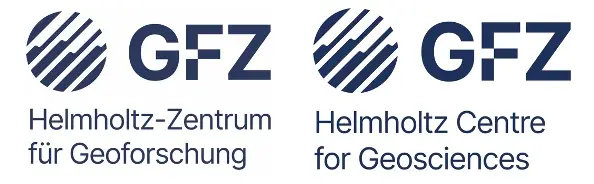 GFZ
Helmholtz-Zentrum
für Geoforschung
GFZ
Helmholtz Centre
for Geosciences